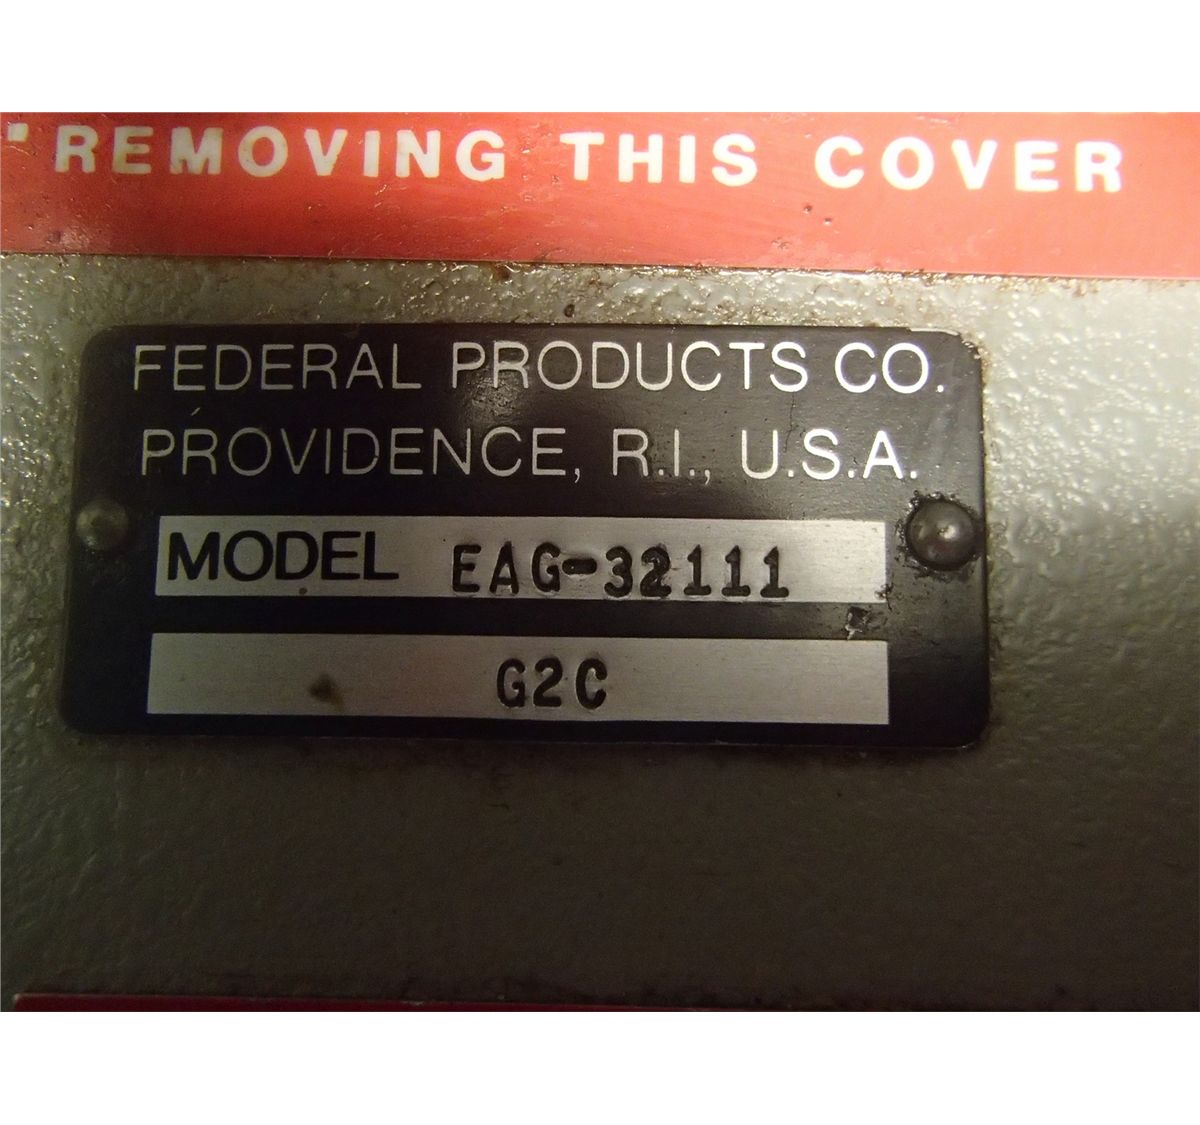 REMOVING THIS COVER
FEDERAL PRODUCTS CO.
PROVIDENCE, R.I., U.S.A.
MODEL EAG-32111
G2C